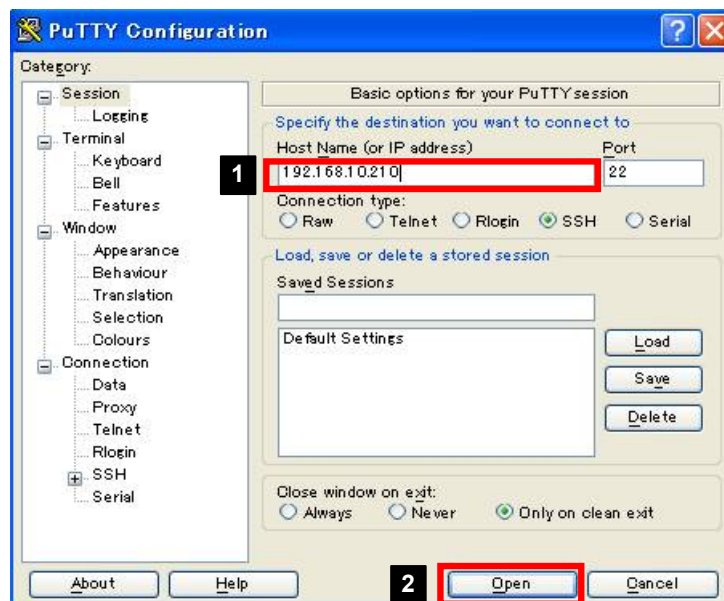 PuTTY Configuration
Category:
Session
Logging
Terminal
Keyboard
Bell
Features
Window
Appearance
Behaviour
Translation
Selection
Colours
Connection
Data
Proxy
Telnet
Rlogin
SSH
Serial
Basic options for your PuTTY session
Specify the destination you want to connect to
Host Name (or IP address) Port
1 192.168.10.210 22
Connection type:
Raw Telnet Rlogin SSH Serial
Load, save or delete a stored session
Saved Sessions
Default Settings
Load
Save
Delete
Close window on exit:
Always Never Only on clean exit
About Help 2 Open Cancel